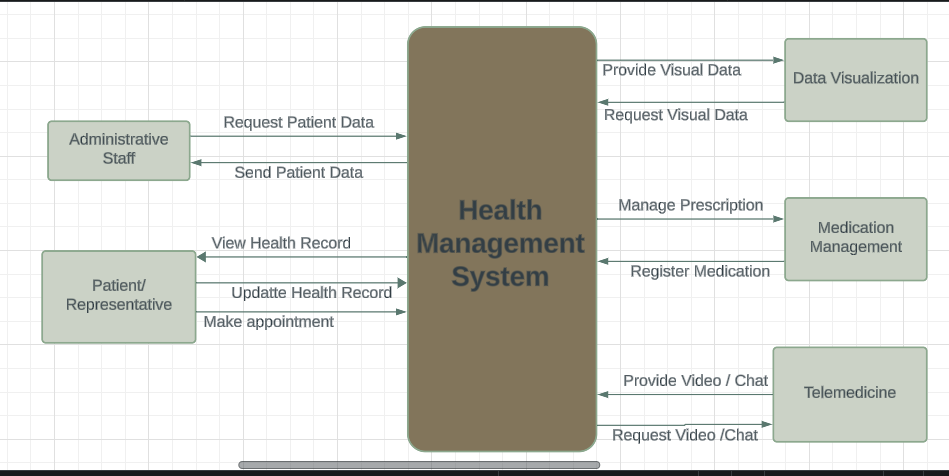 Provide Visual Data
Data Visualization
Request Visual Data
Request Patient Data
Administrative
Staff
Send Patient Data
Health
Management
System
Manage Prescription
Medication
Management
Register Medication
View Health Record
Patient/
Representative
Updatte Health Record
Make appointment
Provide Video / Chat
Telemedicine
Request Video /Chat